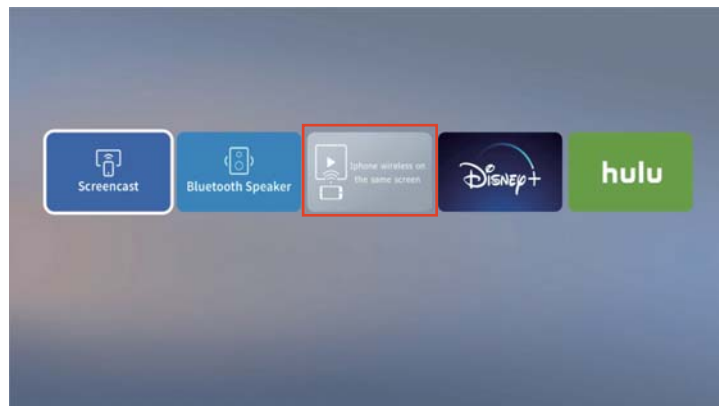 Screencast
Bluetooth Speaker
Iphone wireless on
the same screen
Disney+
hulu